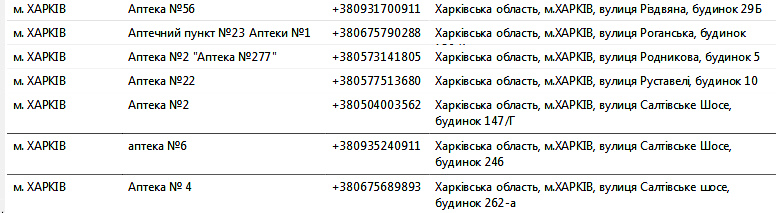 м. ХАРКІВ Аптека №56 +380931700911 Харківська область, м.ХАРКІВ, вулиця Різдвяна, будинок 29Б
м. ХАРКІВ Аптечний пункт №23 Аптеки №1 +380675790288 Харківська область, м.ХАРКІВ, вулиця Роганська, будинок
м. ХАРКІВ Аптека №2 "Аптека №277" +380573141805 Харківська область, м.ХАРКІВ, вулиця Родникова, будинок 5
м. ХАРКІВ Аптека №22 +380577513680 Харківська область, м.ХАРКІВ, вулиця Руставелі, будинок 10
м. ХАРКІВ Аптека №2 +380504003562 Харківська область, м.ХАРКІВ, вулиця Салтівське Шосе,
будинок 147/Г
м. ХАРКІВ аптека №6 +380935240911 Харківська область, м.ХАРКІВ, вулиця Салтівське Шосе,
будинок 246
м. ХАРКІВ Аптека № 4 +380675689893 Харківська область, м.ХАРКІВ, вулиця Салтівське шосе,
будинок 262-а